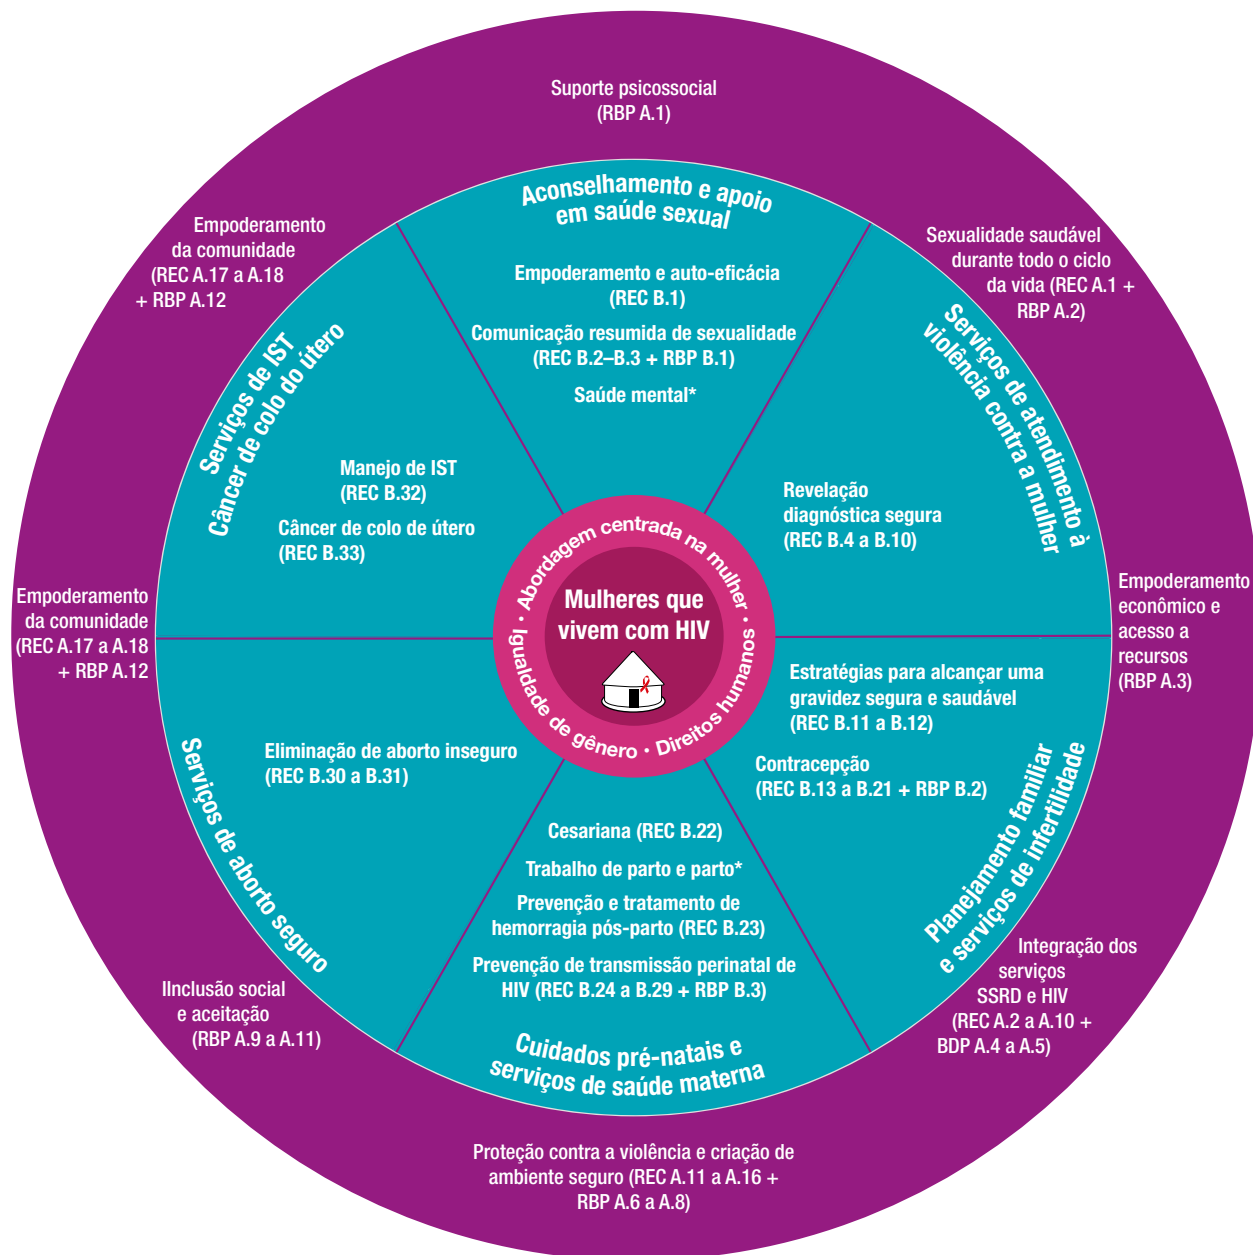 Suporte psicossocial
(RBP A.1)
Empoderamento
da comunidade
(REC A.17 a A.18
+ RBP A.12
Sexualidade saudável
durante todo o ciclo
da vida (REC A.1 +
RBP A.2)
Aconselhamento e apoio
em saúde sexual
Empoderamento e auto-eficácia
(REC B.1)
Comunicação resumida de sexualidade
(REC B.2–B.3 + RBP B.1)
Saúde mental*
Serviços de IST
Câncer de colo do útero
Manejo de IST
(REC B.32)
Câncer de colo de útero
(REC B.33)
Serviços de atendimento à
violência contra a mulher
Revelação
diagnóstica segura
(REC B.4 a B.10)
Abordagem centrada na mulher •
Direitos humanos •
Igualdade de gênero •
Mulheres que
vivem com HIV
Empoderamento
da comunidade
(REC A.17 a A.18
+ RBP A.12
Empoderamento
econômico e
acesso a
recursos
(RBP A.3)
Eliminação de aborto inseguro
(REC B.30 a B.31)
Serviços de aborto seguro
Estratégias para alcançar uma
gravidez segura e saudável
(REC B.11 a B.12)
Contracepção
(REC B.13 a B.21 + RBP B.2)
Planejamento familiar
e serviços de infertilidade
Cesariana (REC B.22)
Trabalho de parto e parto*
Prevenção e tratamento de
hemorragia pós-parto (REC B.23)
Prevenção de transmissão perinatal de
HIV (REC B.24 a B.29 + RBP B.3)
Cuidados pré-natais e
serviços de saúde materna
IInclusão social
e aceitação
(RBP A.9 a A.11)
Integração dos
serviços
SSRD e HIV
(REC A.2 a A.10 +
BDP A.4 a A.5)
Proteção contra a violência e criação de
ambiente seguro (REC A.11 a A.16 +
RBP A.6 a A.8)